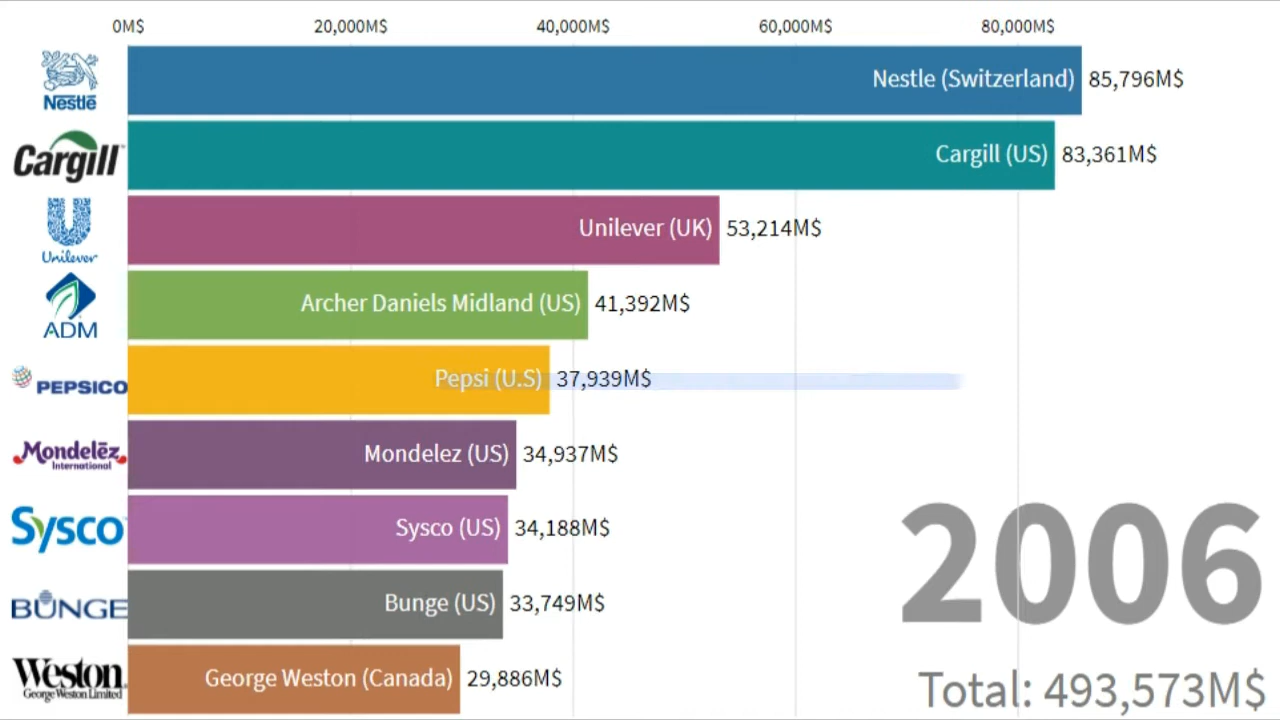 0M$ 20,000M$ 40,000M$ 60,000M$ 80,000M$
Nestlé Nestle (Switzerland) 85,796M$
Cargill Cargill (US) 83,361M$
Unilever Unilever (UK) 53,214M$
ADM Archer Daniels Midland (US) 41,392M$
PEPSICO Pepsi (U.S) 37,939M$
Mondelēz International Mondelez (US) 34,937M$
Sysco Sysco (US) 34,188M$
BUNGE Bunge (US) 33,749M$
2006
Weston George Weston Limited George Weston (Canada) 29,886M$
Total: 493,573M$